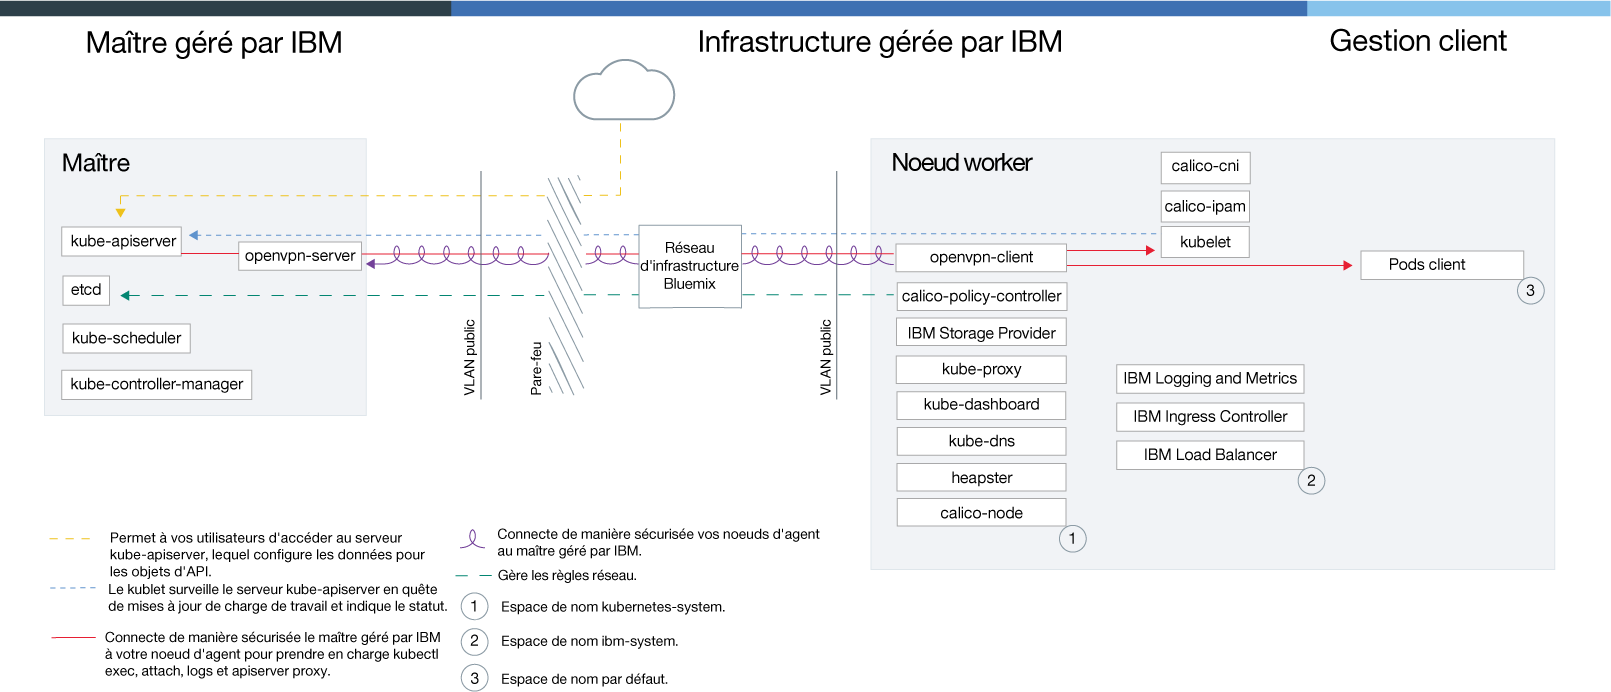 Maître géré par IBM
Infrastructure gérée par IBM
Gestion client
Maître
kube-apiserver
openvpn-server
etcd
kube-scheduler
kube-controller-manager
VLAN public
Pare-feu
Réseau
d'infrastructure
Bluemix
VLAN public
Noeud worker
calico-cni
calico-ipam
kubelet
openvpn-client
Pods client
3
calico-policy-controller
IBM Storage Provider
kube-proxy
kube-dashboard
kube-dns
heapster
calico-node
1
IBM Logging and Metrics
IBM Ingress Controller
IBM Load Balancer
2
Permet à vos utilisateurs d'accéder au serveur
kube-apiserver, lequel configure les données pour
les objets d'API.
Le kublet surveille le serveur kube-apiserver en quête
de mises à jour de charge de travail et indique le statut.
Connecte de manière sécurisée le maître géré par IBM
à votre noeud d'agent pour prendre en charge kubectl
exec, attach, logs et apiserver proxy.
Connecte de manière sécurisée vos noeuds d'agent
au maître géré par IBM.
Gère les règles réseau.
1 Espace de nom kubernetes-system.
2 Espace de nom ibm-system.
3 Espace de nom par défaut.